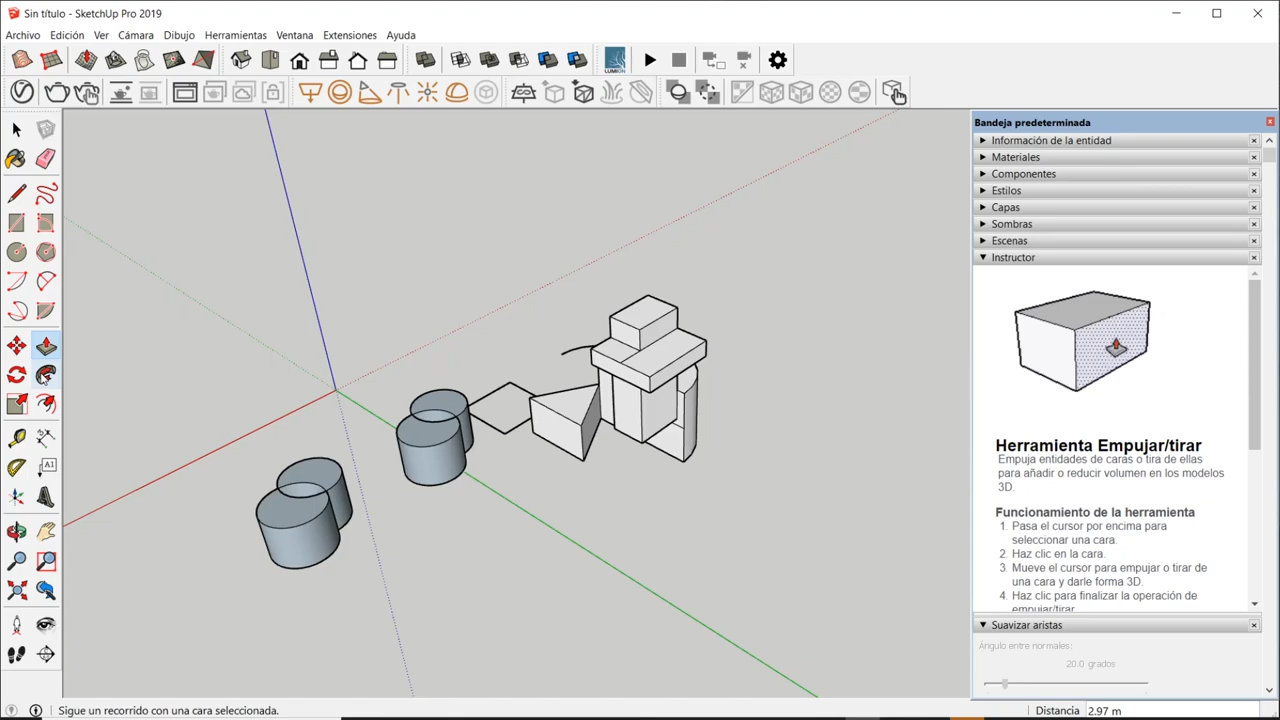 Sin título - SketchUp Pro 2019
Archivo Edición Ver Cámara Dibujo Herramientas Ventana Extensiones Ayuda
LUMION
Bandeja predeterminada
Información de la entidad
Materiales
Componentes
Estilos
Capas
Sombras
Escenas
Instructor
A1
Herramienta Empujar/tirar
Empuja entidades de caras o tira de ellas
para añadir o reducir volumen en los modelos
3D.
Funcionamiento de la herramienta
1. Pasa el cursor por encima para
seleccionar una cara.
2. Haz clic en la cara.
3. Mueve el cursor para empujar o tirar de
una cara y darle forma 3D.
4. Haz clic para finalizar la operación de
empujar/tirar
Suavizar aristas
Ángulo entre normales:
20.0 grados
Sigue un recorrido con una cara seleccionada.
Distancia 2.97 m